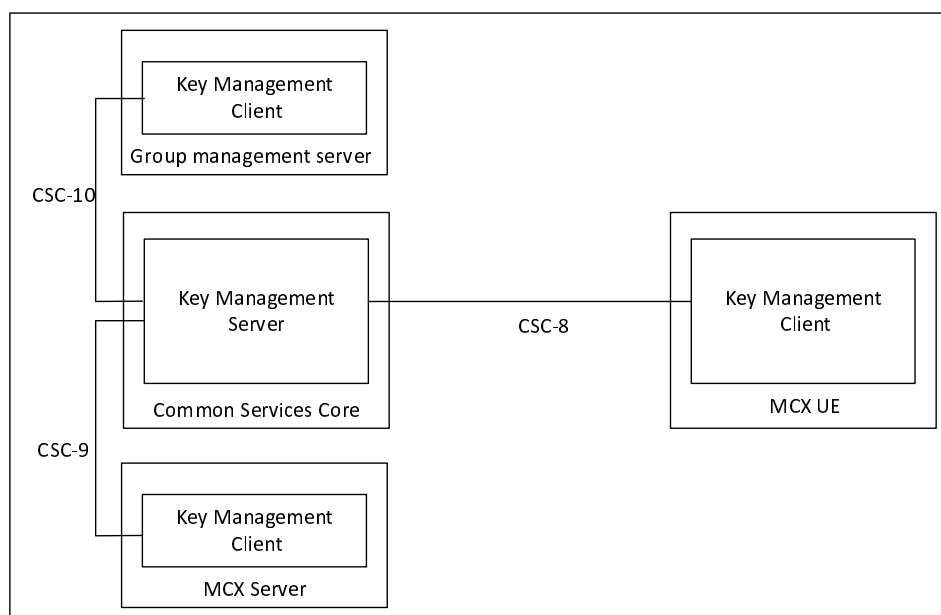 Key Management
Client
Group management server
CSC-10
Key Management
Server
Common Services Core
CSC-8
Key Management
Client
MCX UE
CSC-9
Key Management
Client
MCX Server